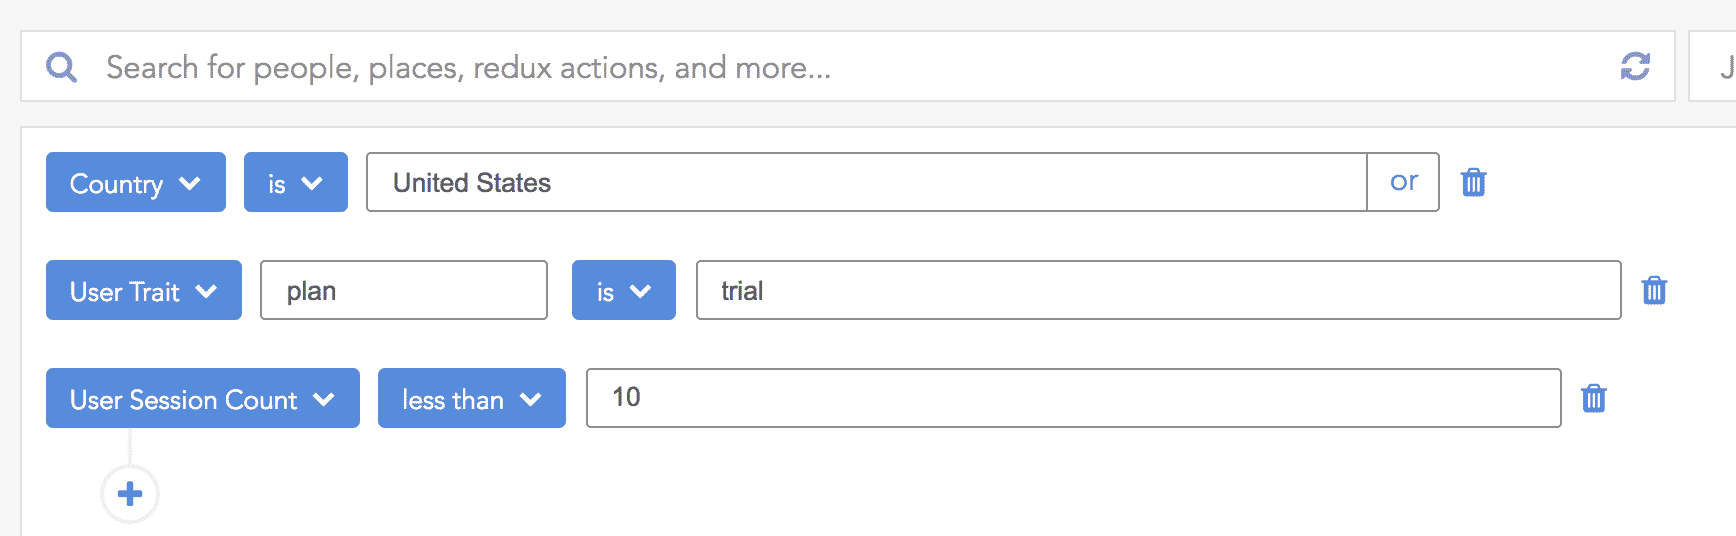 Search for people, places, redux actions, and more... J
Country is United States or
User Trait plan is trial
User Session Count less than 10